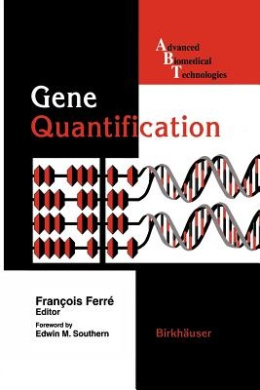 Advanced
Biomedical
Technologies
Gene
Quantification
François Ferré
Editor
Foreword by
Edwin M. Southern
Birkhäuser